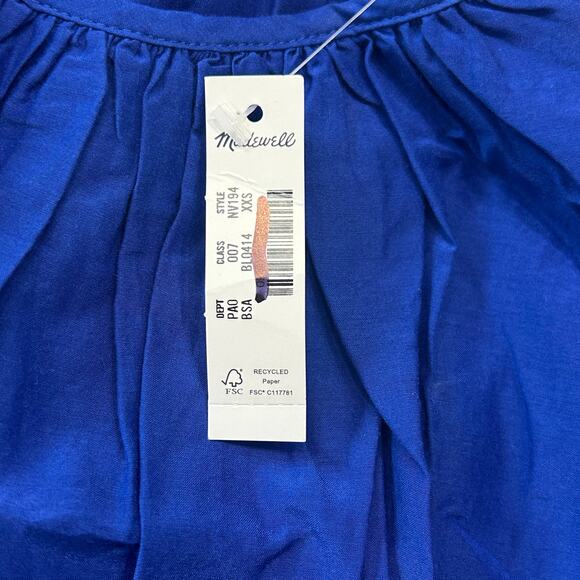 Madewell
DEPT CLASS STYLE
PAO 007 NV194
BSA BL0414 XXS
RECYCLED
Paper
FSC
FSC® C117781